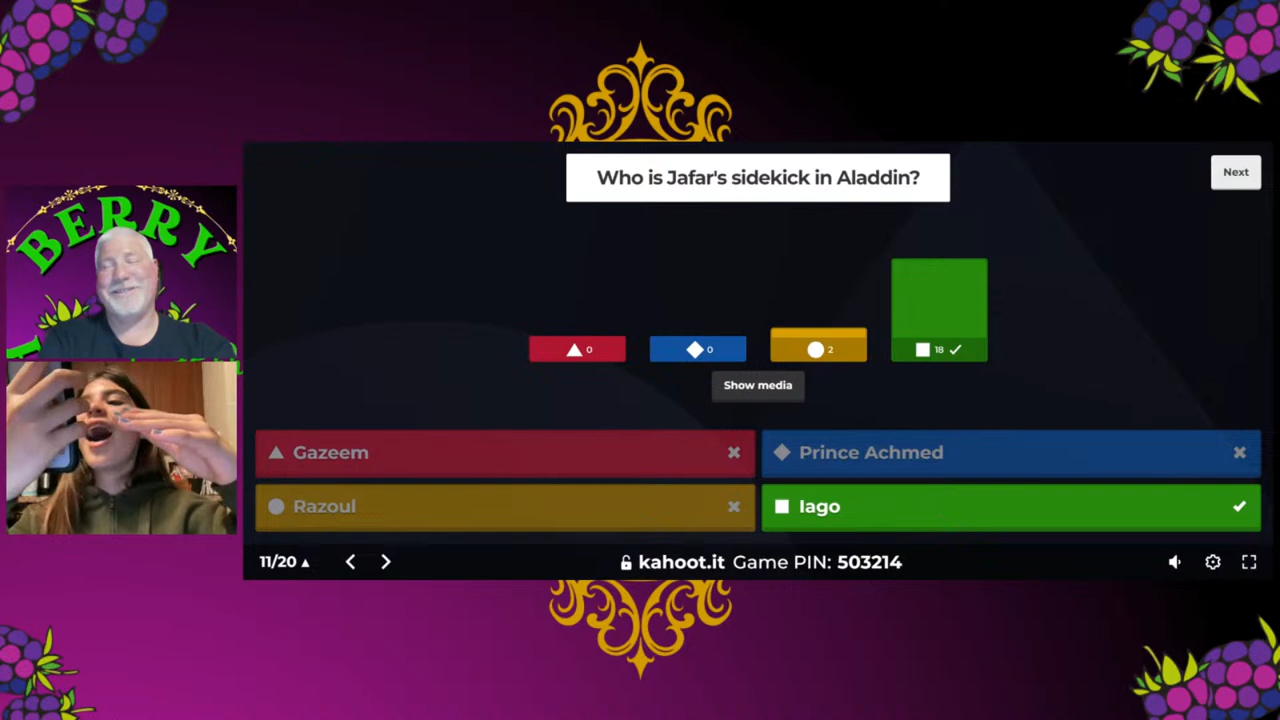 Who is Jafar's sidekick in Aladdin?
Next
BERRY
0
0
2
18
Show media
Gazeem
Prince Achmed
Razoul
Iago
11/20
kahoot.it Game PIN: 503214